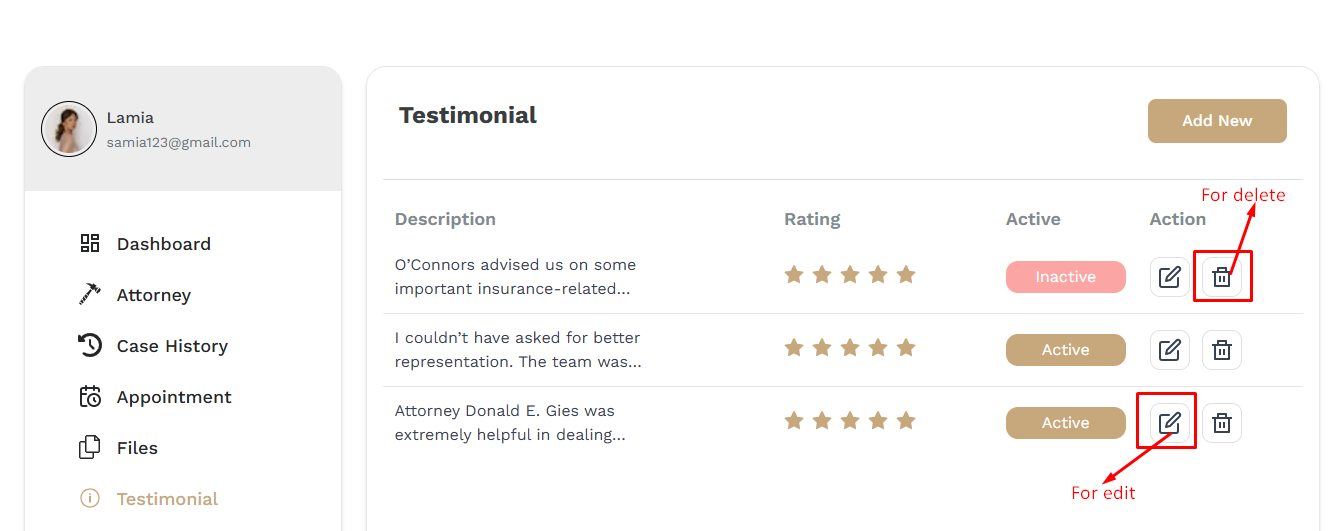 Lamia
samia123@gmail.com
Dashboard
Attorney
Case History
Appointment
Files
Testimonial
Testimonial
Add New
For delete
Description Rating Active Action
O’Connors advised us on some
important insurance-related...
Inactive
I couldn’t have asked for better
representation. The team was...
Active
Attorney Donald E. Gies was
extremely helpful in dealing...
Active
For edit